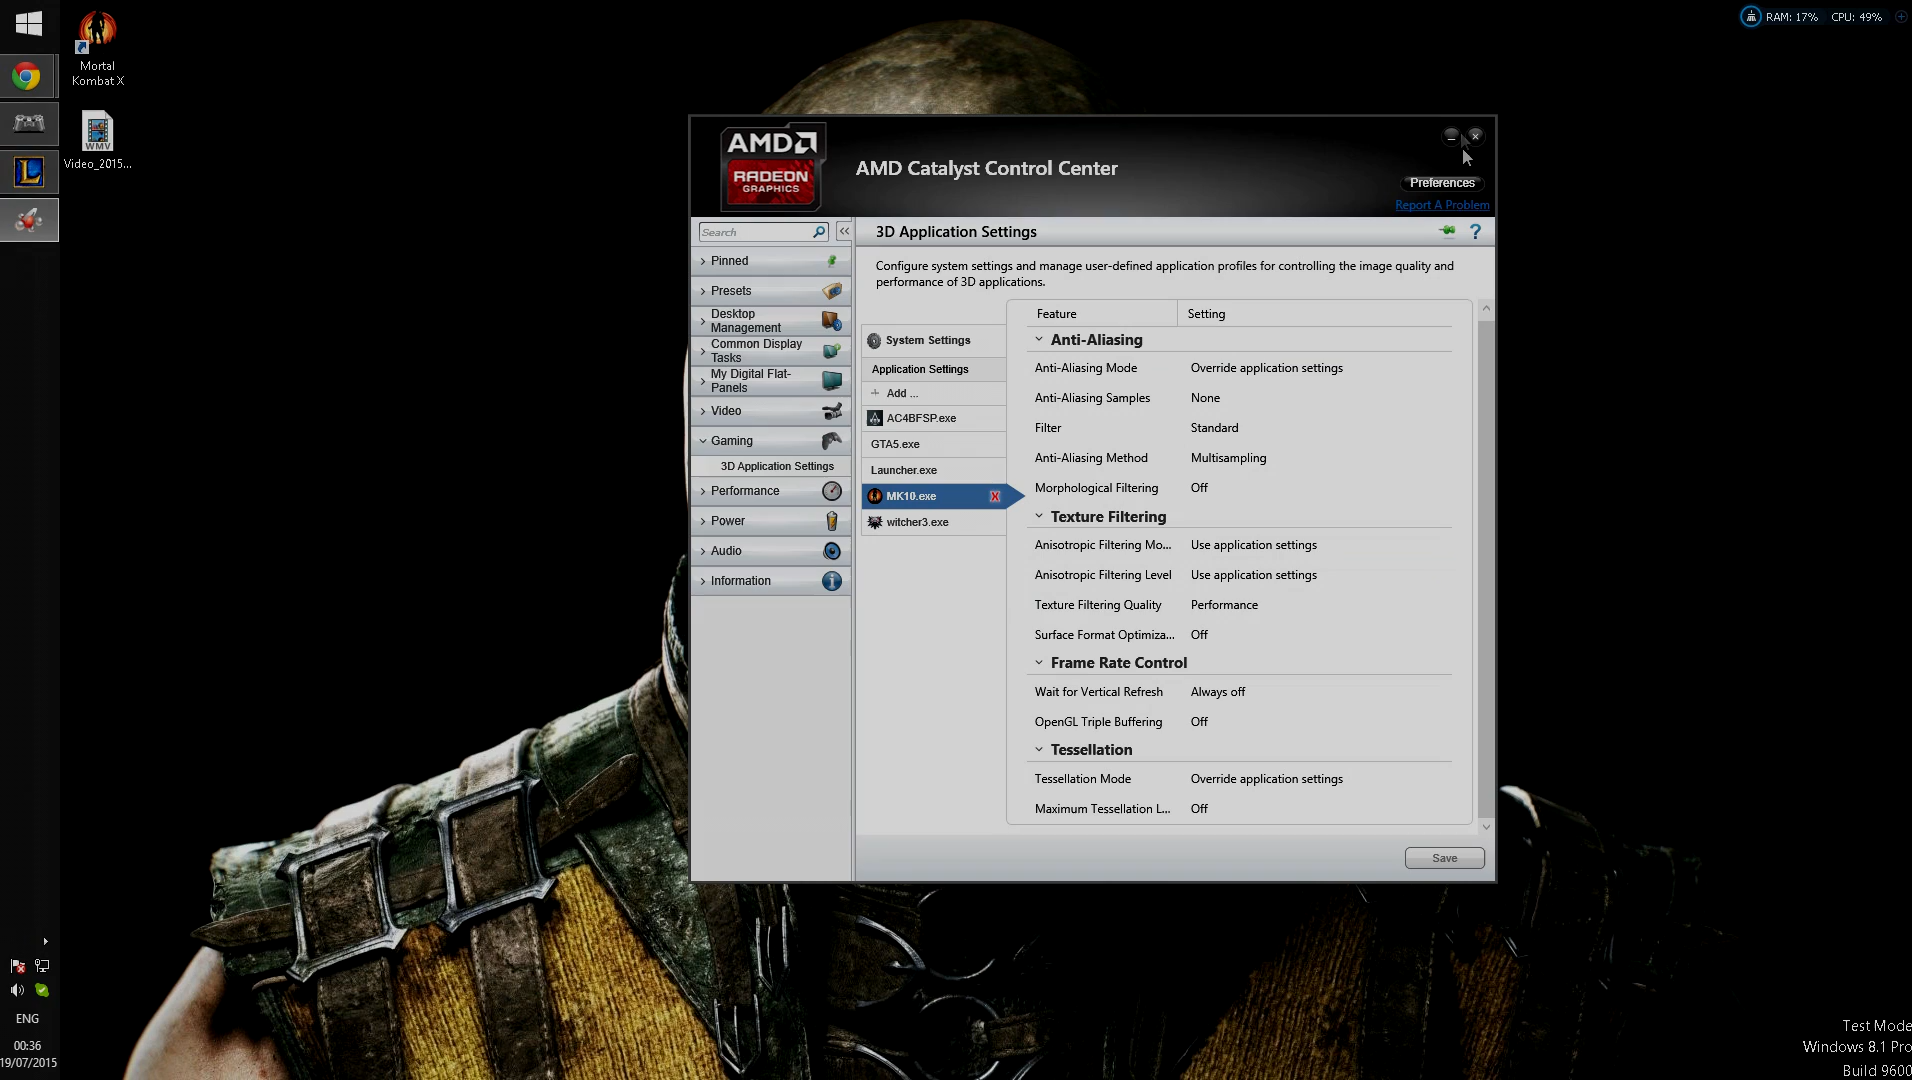 Mortal
Kombat X
WMV
Video_2015...
RAM: 17%
CPU: 49%
AMD
RADEON
GRAPHICS
AMD Catalyst Control Center
Preferences
Report A Problem
Search
3D Application Settings
?
Configure system settings and manage user-defined application profiles for controlling the image quality and
performance of 3D applications.
Pinned
Presets
Desktop
Management
Common Display
Tasks
My Digital Flat-
Panels
Video
Gaming
3D Application Settings
Performance
Power
Audio
Information
System Settings
Application Settings
+ Add ...
AC4BFSP.exe
GTA5.exe
Launcher.exe
MK10.exe X
witcher3.exe
Feature Setting
Anti-Aliasing
Anti-Aliasing Mode Override application settings
Anti-Aliasing Samples None
Filter Standard
Anti-Aliasing Method Multisampling
Morphological Filtering Off
Texture Filtering
Anisotropic Filtering Mo... Use application settings
Anisotropic Filtering Level Use application settings
Texture Filtering Quality Performance
Surface Format Optimiza... Off
Frame Rate Control
Wait for Vertical Refresh Always off
OpenGL Triple Buffering Off
Tessellation
Tessellation Mode Override application settings
Maximum Tessellation L... Off
Save
ENG
00:36
19/07/2015
Test Mode
Windows 8.1 Pro
Build 9600